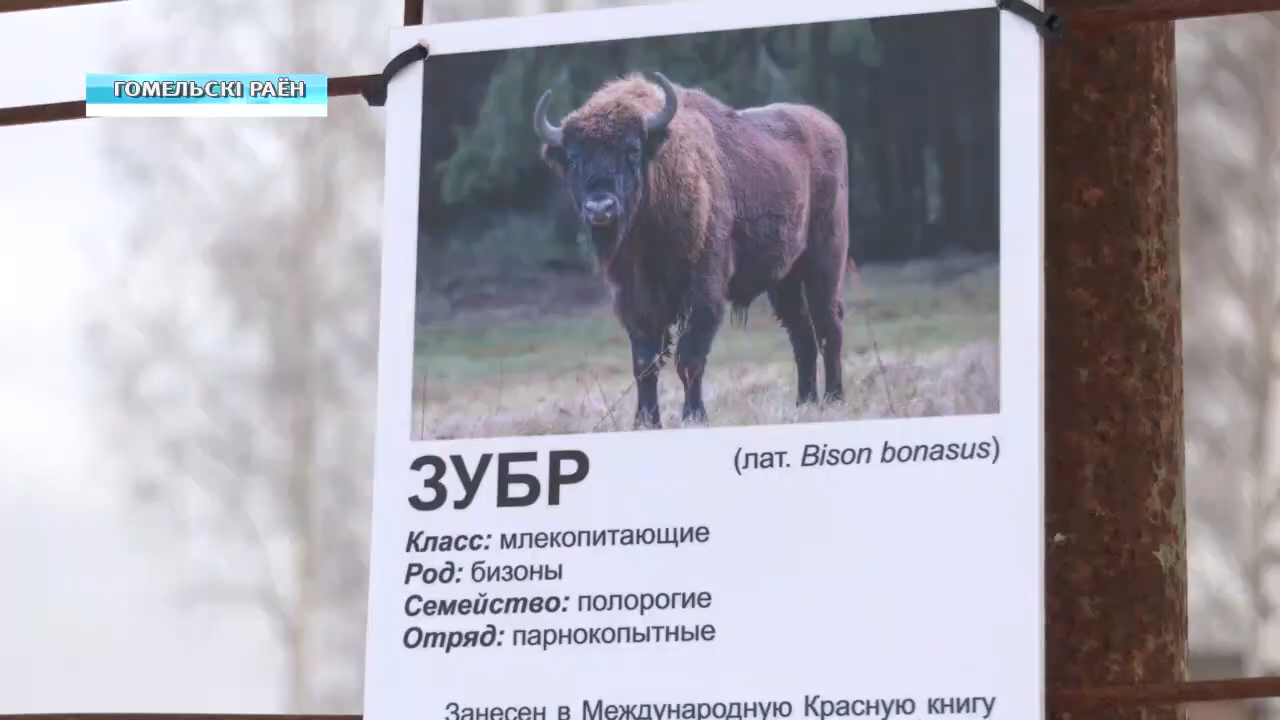 ГОМЕЛЬСКІ РАЁН
ЗУБР
(лат. Bison bonasus)
Класс: млекопитающие
Род: бизоны
Семейство: полорогие
Отряд: парнокопытные
Занесен в Международную Красную книгу